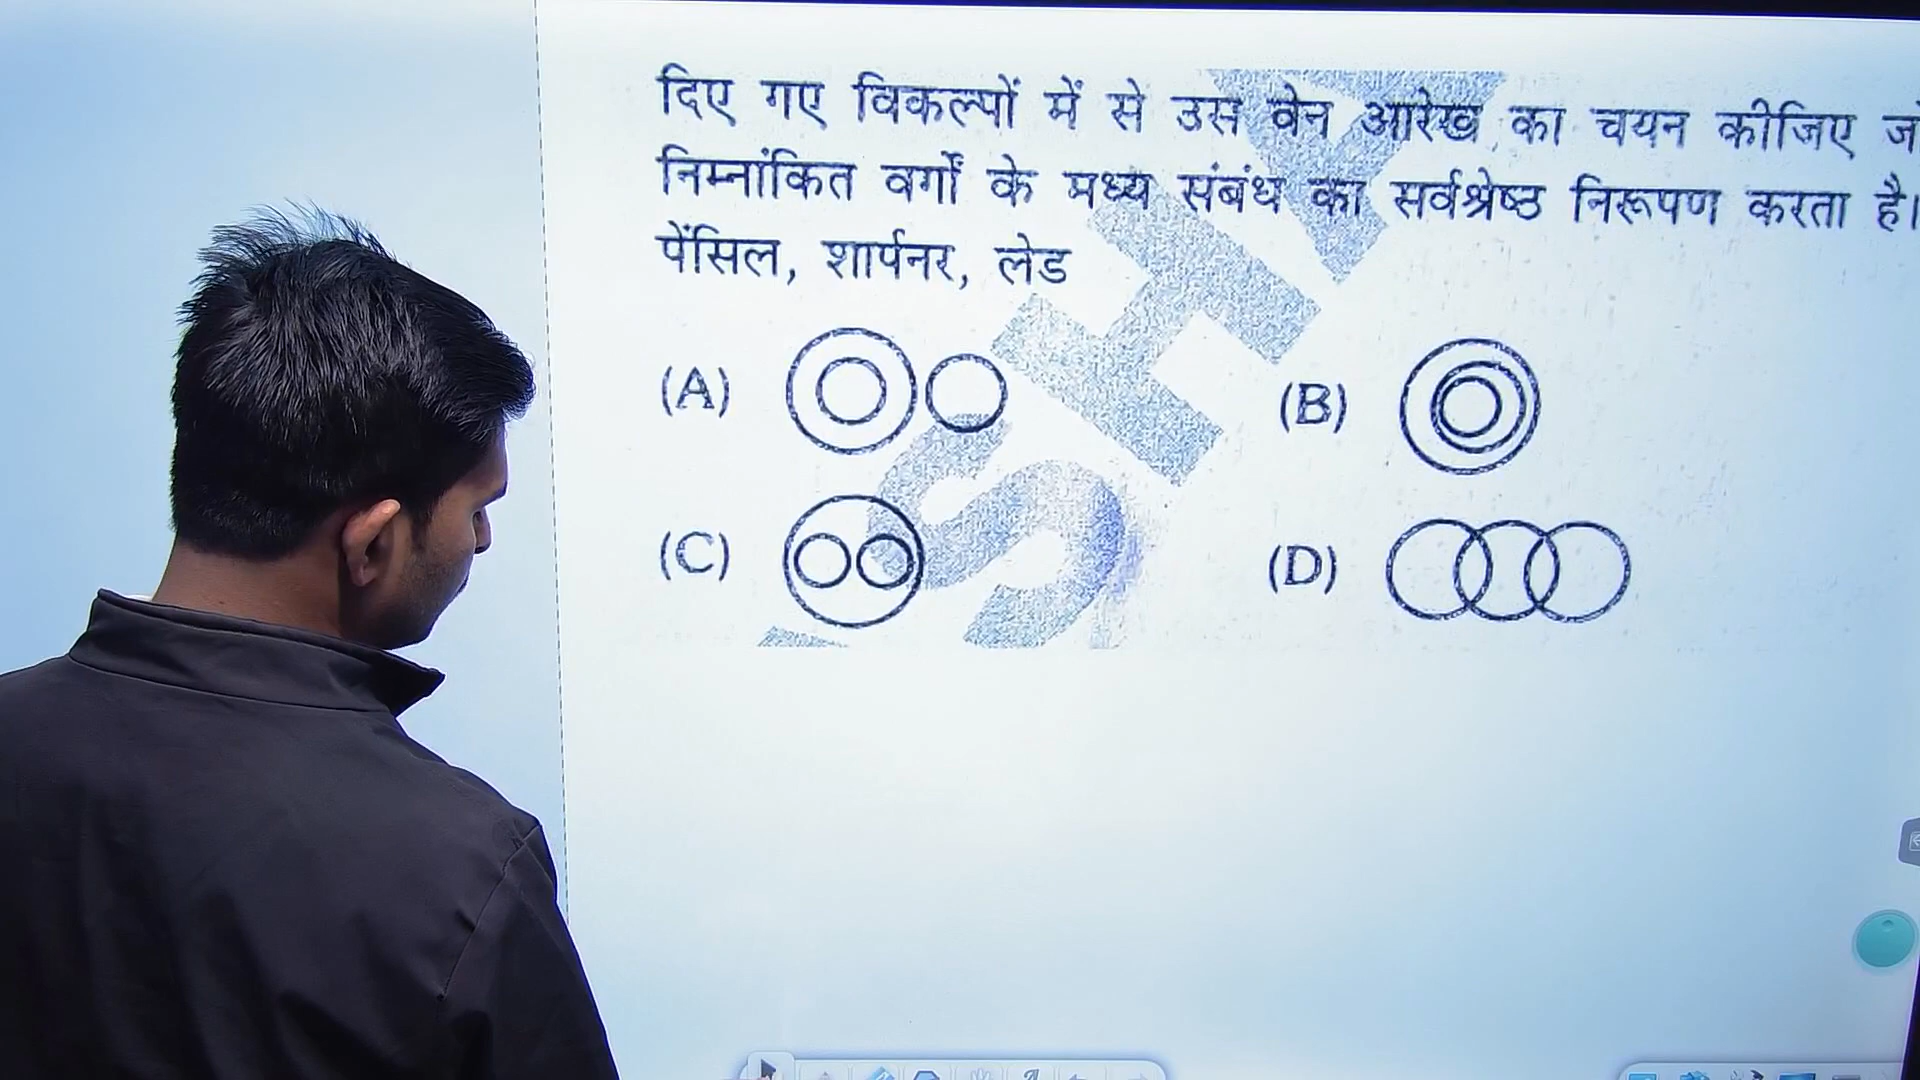 दिए गए विकल्पों में से उस वेन आरेख का चयन कीजिए
निम्नांकित वर्गों के मध्य संबंध का सर्वश्रेष्ठ निरूपण करता है।
पेंसिल, शार्पनर, लेड
(A) (B)
(C) (D)